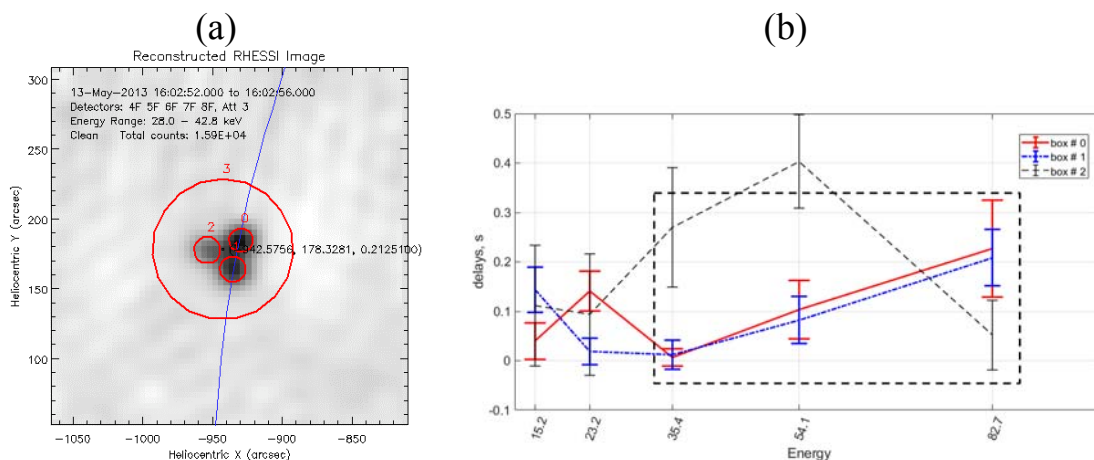 (a)
Reconstructed RHESSI Image
300
250
200
150
100
Heliocentric Y (arcsec)
13-May-2013 16:02:52.000 to 16:02:56.000
Detectors: 4F 5F 6F 7F 8F, Att 3
Energy Range: 28.0 - 42.8 keV
Clean Total counts: 1.59E+04
3
0
2
942.5756, 178.3281, 0.2125100)
-1050
-1000
-950
-900
-850
Heliocentric X (arcsec)
(b)
0.5
0.4
0.3
0.2
0.1
0
-0.1
delays, s
box # 0
box # 1
box # 2
15.2
23.2
35.4
54.1
82.7
Energy